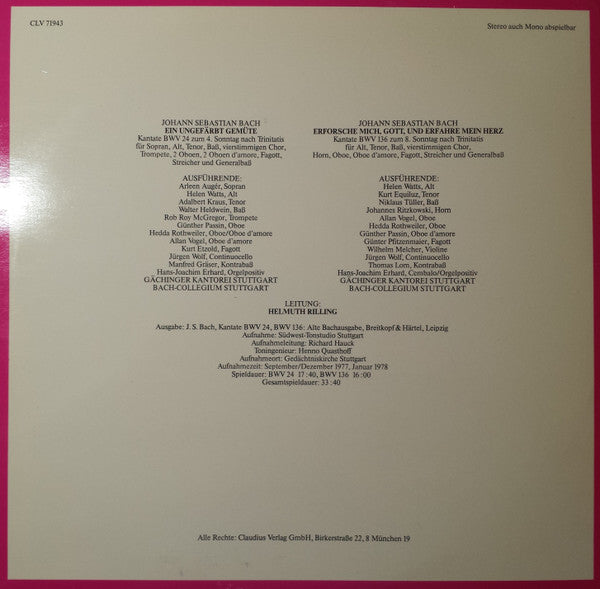 CLV 71943
Stereo auch Mono abspielbar
JOHANN SEBASTIAN BACH
EIN UNGEFÄRBT GEMÜTE
Kantate BWV 24 zum 4. Sonntag nach Trinitatis
für Sopran, Alt, Tenor, Baß, vierstimmigen Chor,
Trompete, 2 Oboen, 2 Oboen d'amore, Fagott,
Streicher und Generalbaß
AUSFÜHRENDE:
Arleen Augér, Sopran
Helen Watts, Alt
Adalbert Kraus, Tenor
Walter Heldwein, Baß
Rob Roy McGregor, Trompete
Günther Passin, Oboe
Hedda Rothweiler, Oboe/Oboe d'amore
Allan Vogel, Oboe d'amore
Kurt Etzold, Fagott
Jürgen Wolf, Continuocello
Manfred Gräser, Kontrabaß
Hans-Joachim Erhard, Orgelpositiv
GÄCHINGER KANTOREI STUTTGART
BACH-COLLEGIUM STUTTGART
JOHANN SEBASTIAN BACH
ERFORSCHE MICH, GOTT, UND ERFAHRE MEIN HERZ
Kantate BWV 136 zum 8. Sonntag nach Trinitatis
für Alt, Tenor, Baß, vierstimmigen Chor,
Horn, Oboe, Oboe d'amore, Fagott, Streicher und Generalbaß
AUSFÜHRENDE:
Helen Watts, Alt
Kurt Equiluz, Tenor
Niklaus Tüller, Baß
Johannes Ritzkowski, Horn
Allan Vogel, Oboe
Hedda Rothweiler, Oboe
Günther Passin, Oboe d'amore
Günter Pfitzenmaier, Fagott
Wilhelm Melcher, Violine
Jürgen Wolf, Continuocello
Thomas Lom, Kontrabaß
Hans-Joachim Erhard, Cembalo/Orgelpositiv
GÄCHINGER KANTOREI STUTTGART
BACH-COLLEGIUM STUTTGART
LEITUNG:
HELMUTH RILLING
Ausgabe: J. S. Bach, Kantate BWV 24, BWV 136: Alte Bachausgabe, Breitkopf & Härtel, Leipzig
Aufnahme: Südwest-Tonstudio Stuttgart
Aufnahmeleitung: Richard Hauck
Toningenieur: Henno Quasthoff
Aufnahmeort: Gedächtniskirche Stuttgart
Aufnahmezeit: September/Dezember 1977, Januar 1978
Spieldauer: BWV 24 17:40, BWV 136 16:00
Gesamtspieldauer: 33:40
Alle Rechte: Claudius Verlag GmbH, Birkerstraße 22, 8 München 19